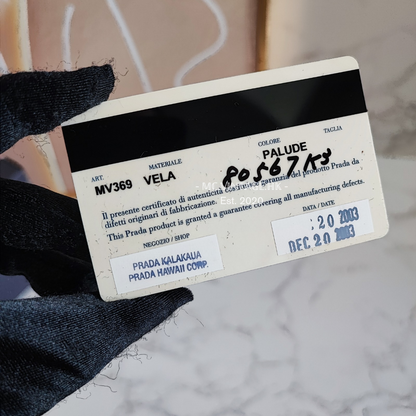 TAGLIA
COLORE
MATERIALE
ART.
PALUDE
MV369 VELA
80567KS
Il presente certificato di autenticità costituisce garanzia del prodotto Prada da
difetti originari di fabbricazione.
Est. 2020
This Prada product is granted a guarantee covering all manufacturing defects.
NEGOZIO / SHOP
DATA / DATE
PRADA KALAKAUA
PRADA HAWAII CORP.
: 20 2003
DEC 20 2003